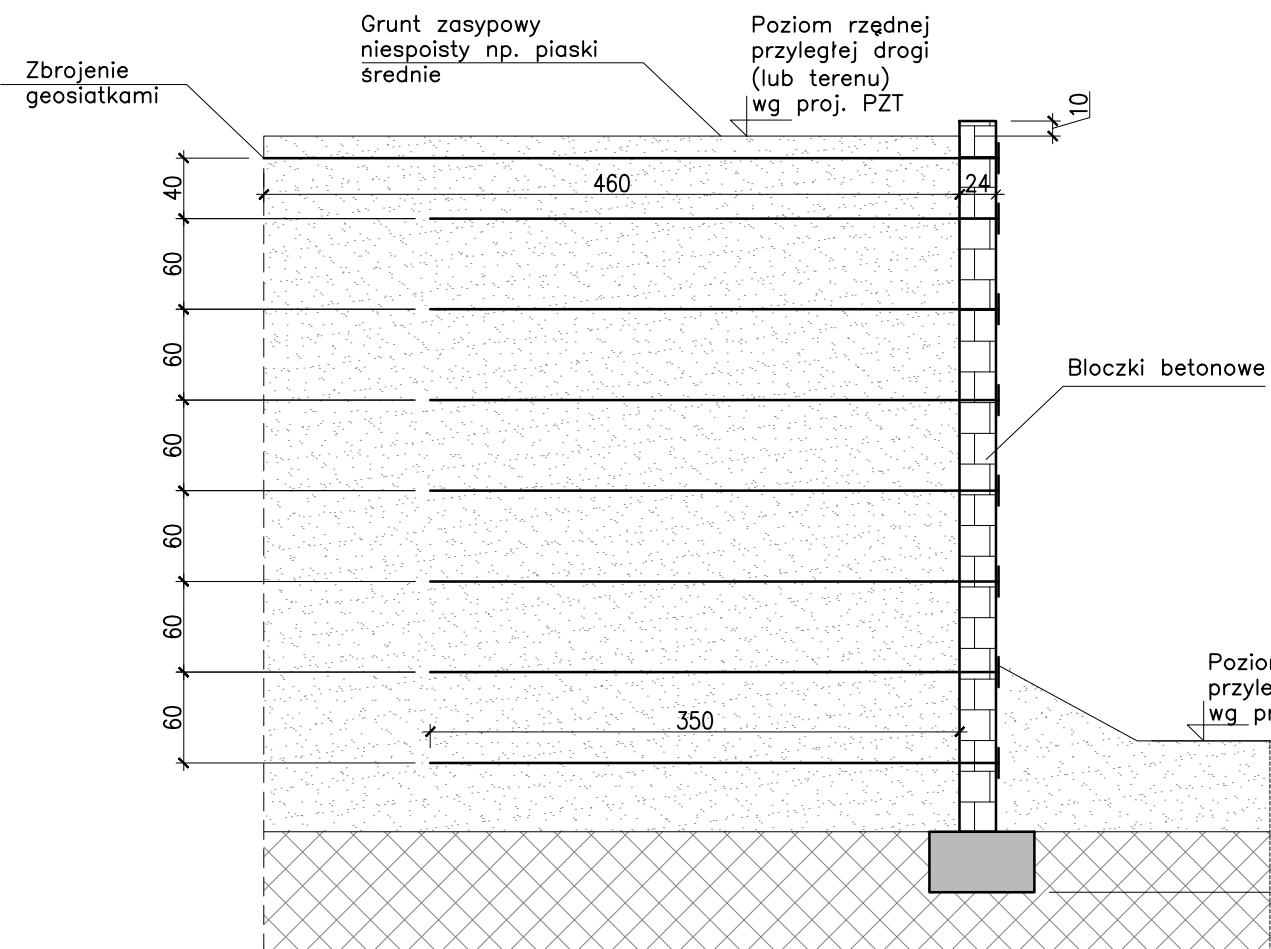 Grunt zasypowy
niespoisty np. piaski
średnie
Poziom rzędnej
przyległej drogi
(lub terenu)
wg proj. PZT
Zbrojenie
geosiatkami
10
40
460
24
60
60
Bloczki betonowe
60
60
60
60
350